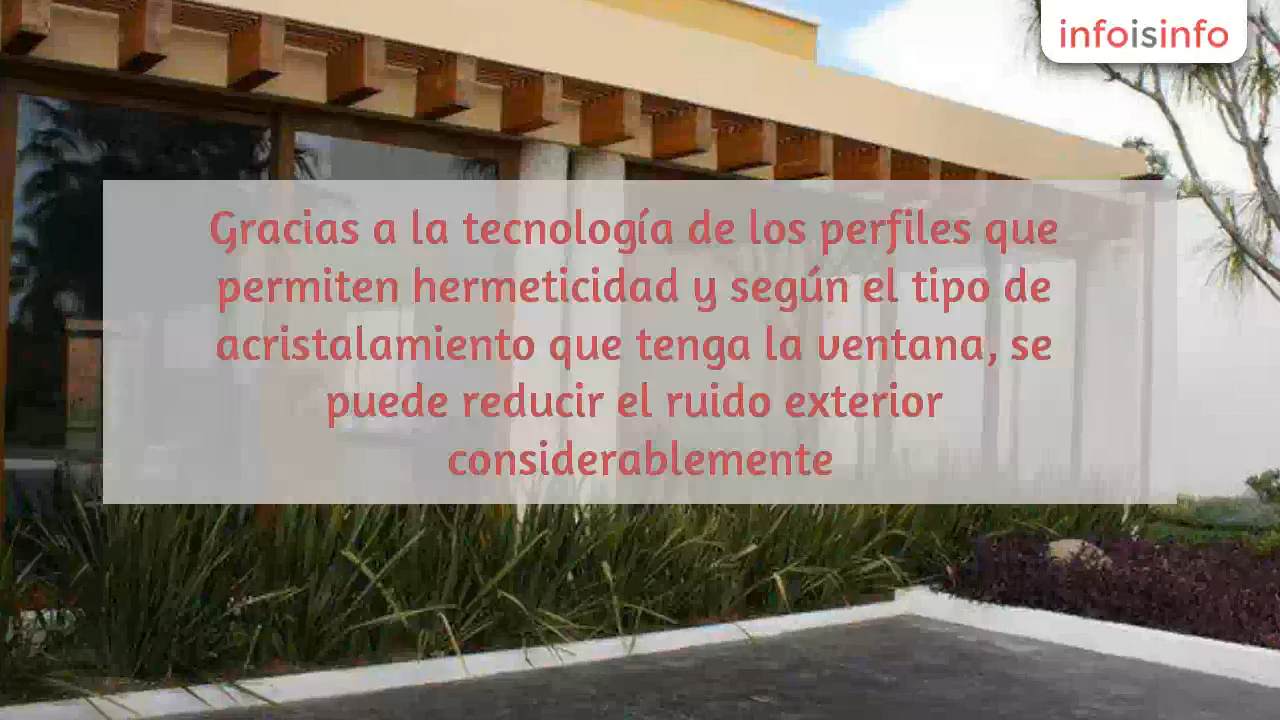 infoisinfo
Gracias a la tecnología de los perfiles que
permiten hermeticidad y según el tipo de
acristalamiento que tenga la ventana, se
puede reducir el ruido exterior
considerablemente